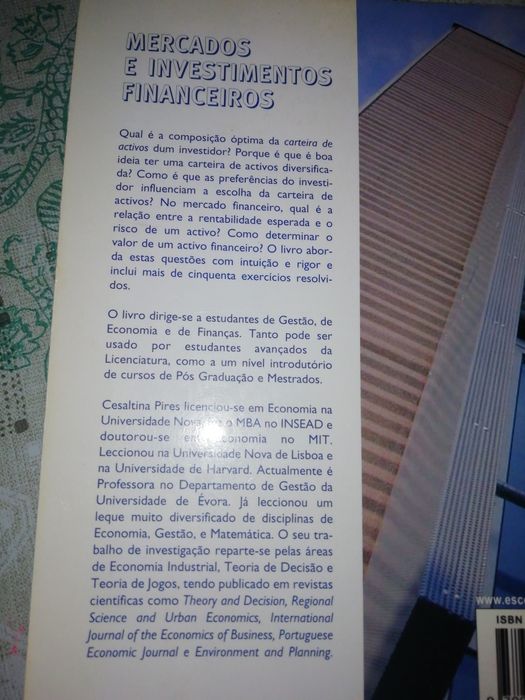 MERCADOS
E INVESTIMENTOS
FINANCEIROS
Qual é a composição óptima da carteira de
activos dum investidor? Porque é que é boa
ideia ter uma carteira de activos diversifica-
da? Como é que as preferências do investi-
dor influenciam a escolha da carteira de
activos? No mercado financeiro, qual é a
relação entre a rentabilidade esperada e o
risco de um activo? Como determinar o
valor de um activo financeiro? O livro abor-
da estas questões com intuição e rigor e
inclui mais de cinquenta exercícios resolvi-
dos.
O livro dirige-se a estudantes de Gestão, de
Economia e de Finanças. Tanto pode ser
usado por estudantes avançados da
Licenciatura, como a um nível introdutório
de cursos de Pós Graduação e Mestrados.
Cesaltina Pires licenciou-se em Economia na
Universidade Nova, o MBA no INSEAD e
doutorou-se em Economia no MIT.
Leccionou na Universidade Nova de Lisboa e
na Universidade de Harvard. Actualmente é
Professora no Departamento de Gestão da
Universidade de Évora. Já leccionou um
leque muito diversificado de disciplinas de
Economia, Gestão, e Matemática. O seu tra-
balho de investigação reparte-se pelas áreas
de Economia Industrial, Teoria de Decisão e
Teoria de Jogos, tendo publicado em revistas
científicas como Theory and Decision, Regional
Science and Urban Economics, International
Journal of the Economics of Business, Portuguese
Economic Journal e Environment and Planning.
www.esc
ISBN